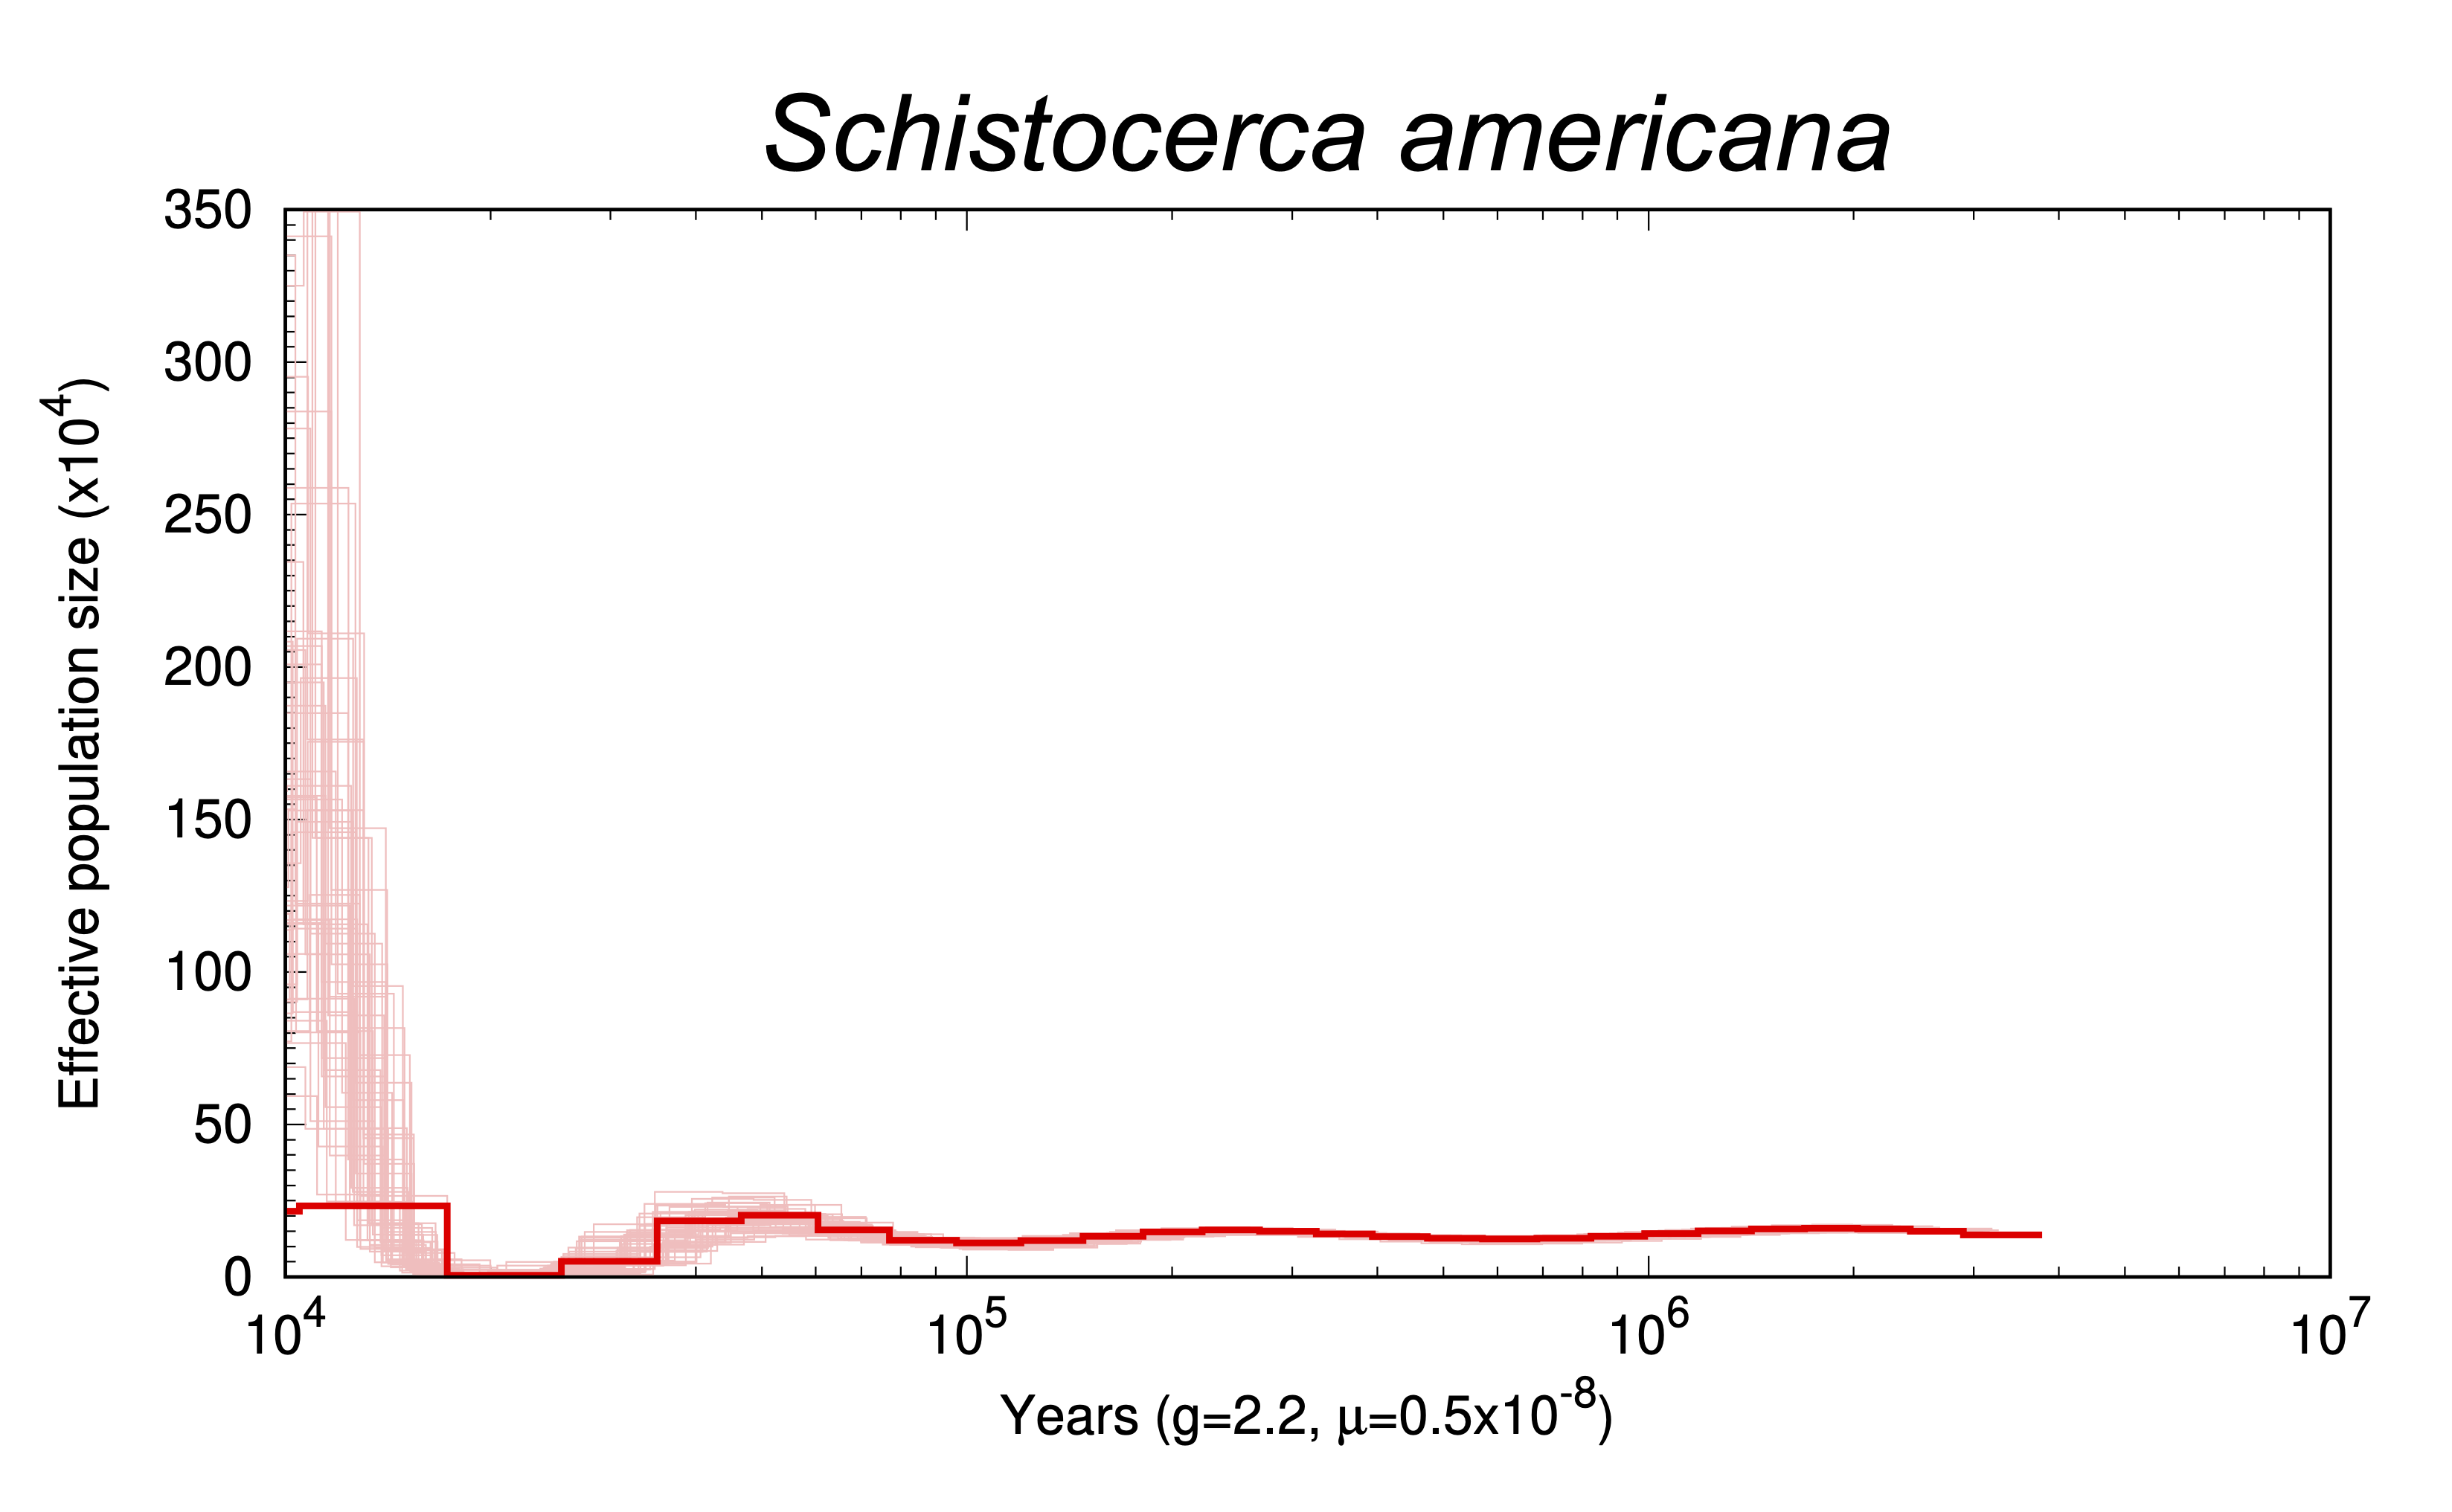 Schistocerca americana
350
300
250
200
150
100
50
0
Effective population size (x10⁴)
10⁴ 10⁵ 10⁶ 10⁷
Years (g=2.2, µ=0.5x10⁻⁸)